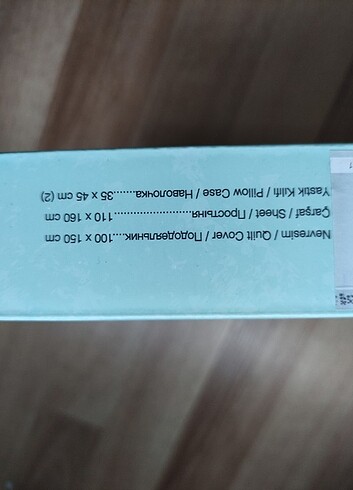 Nevresim / Quilt Cover / Пододеяльник....100 x 150 cm
Çarşaf / Sheet / Простыня........................110 x 160 cm
Yastık Kılıfı / Pillow Case / Наволочка.......35 x 45 cm (2)